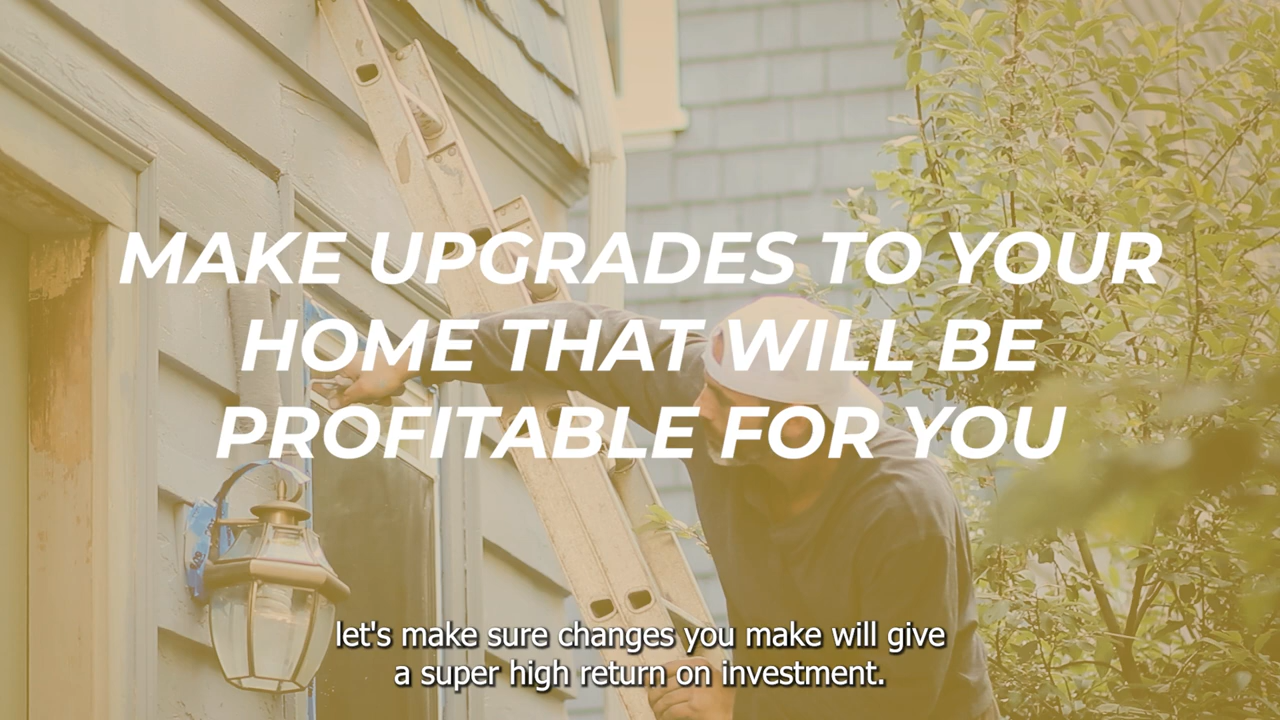 MAKE UPGRADES TO YOUR
HOME THAT WILL BE
PROFITABLE FOR YOU
let's make sure changes you make will give
a super high return on investment.